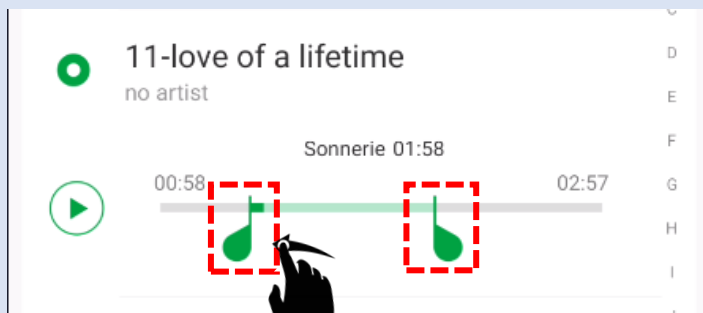 11-love of a lifetime
no artist
Sonnerie 01:58
00:58
02:57
D
E
F
G
H
I